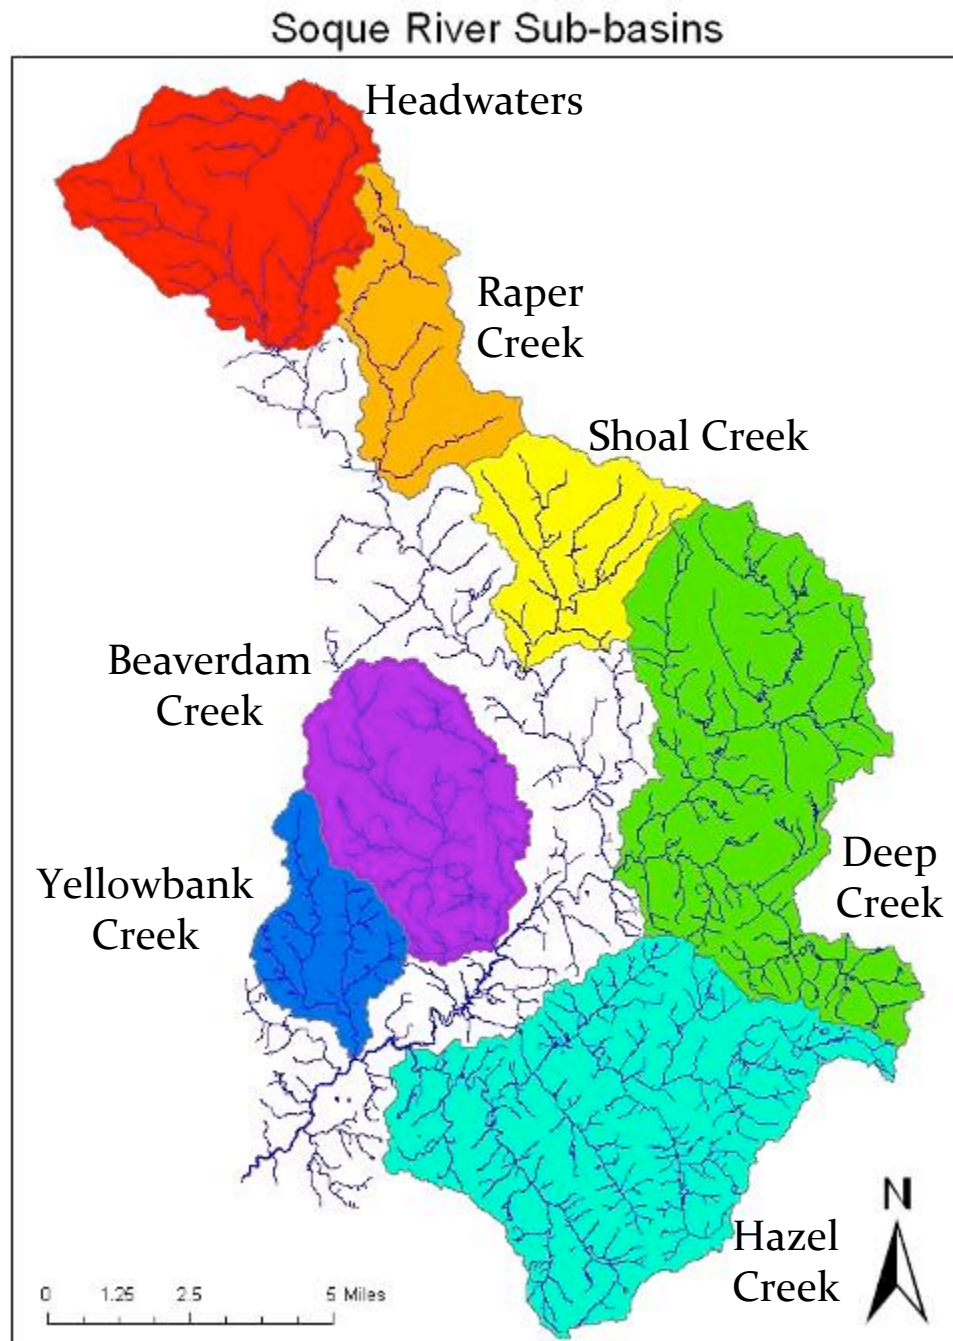 Soque River Sub-basins
Headwaters
Raper
Creek
Shoal Creek
Beaverdam
Creek
Yellowbank
Creek
Deep
Creek
N
Hazel
Creek
0 1.25 2.5 5 Miles